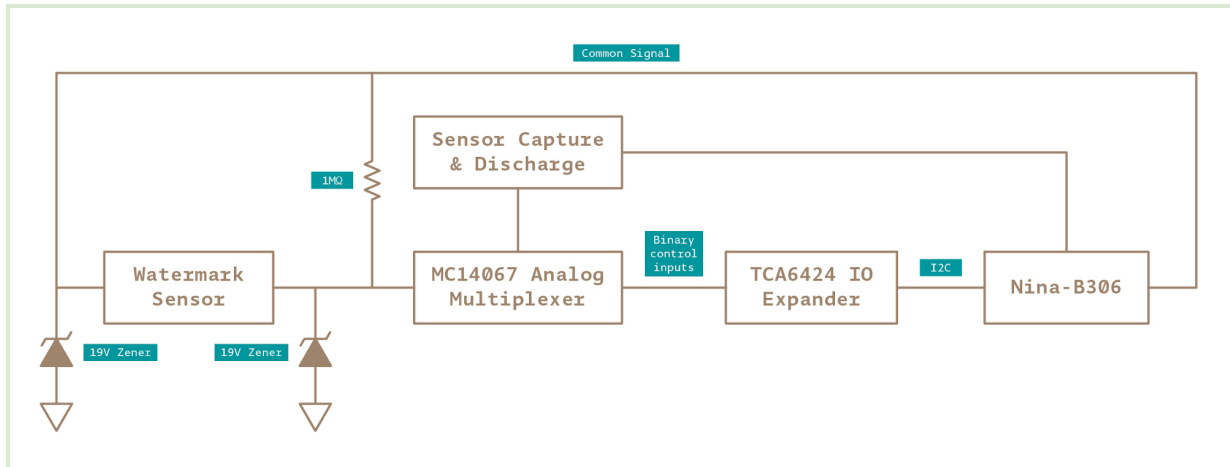 Common Signal
Sensor Capture
& Discharge
1MΩ
Binary
control
inputs
Watermark
Sensor
MC14067 Analog
Multiplexer
TCA6424 IO
Expander
I2C
Nina-B306
19V Zener
19V Zener